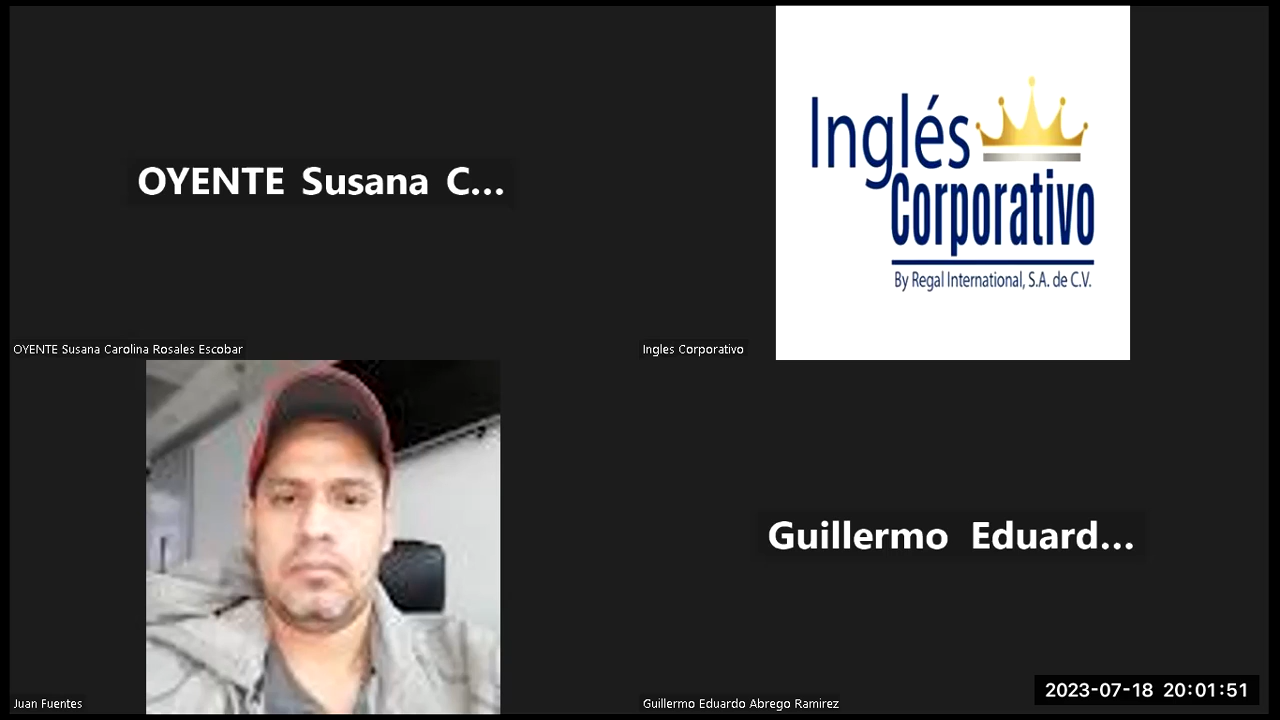 OYENTE Susana C...
OYENTE Susana Carolina Rosales Escobar
Inglés
Corporativo
By Regal International, S.A. de C.V.
Ingles Corporativo
Juan Fuentes
Guillermo Eduard...
Guillermo Eduardo Abrego Ramirez
2023-07-18 20:01:51